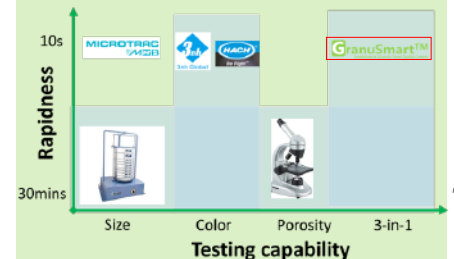 10s
MICROTRAC
MRB
3nh
3nh Global
HACH
Be Right™
GranuSmart™
Rapidness
30mins
Size
Color
Porosity
3-in-1
Testing capability